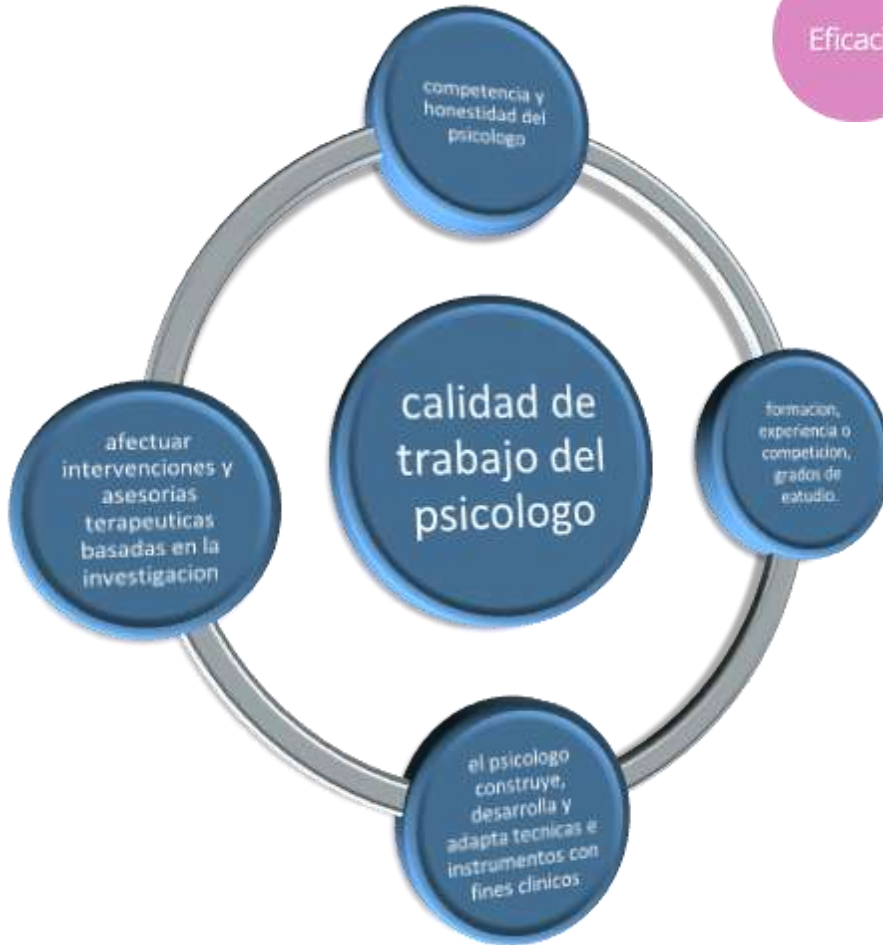 Eficac
competencia y
honestidad del
psicologo
calidad de
trabajo del
psicologo
formacion,
experiencia o
competicion,
grados de
eatudio.
afectuar
intervenciones y
asesorias
terapeuticas
basadas en la
investigacion
el psicologo
construye,
desarrolla y
adapta tecnicas e
instrumentos con
fines clinicos